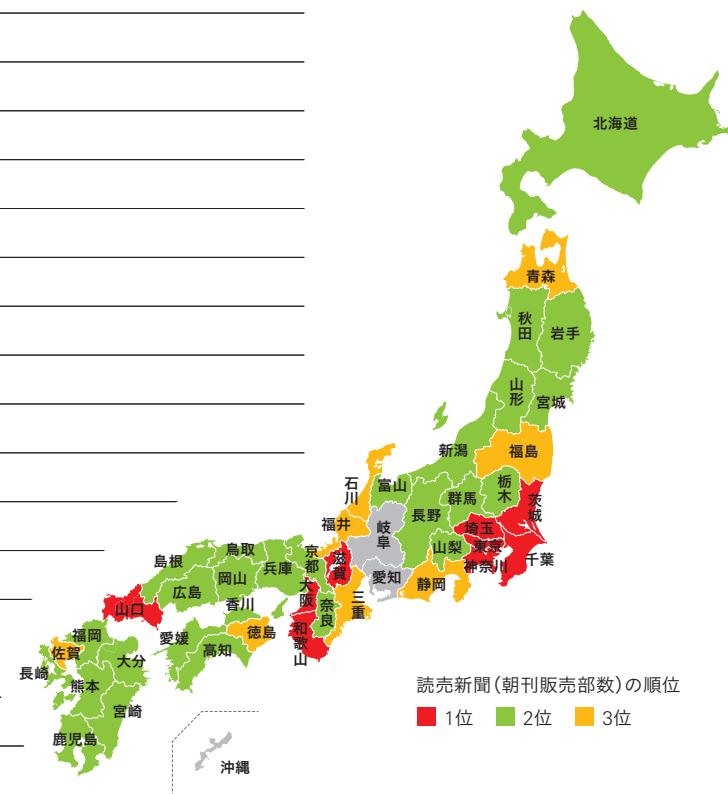 北海道
青森
秋田
岩手
山形
宮城
新潟
福島
石川
富山
群馬
栃木
茨城
福井
岐阜
長野
埼玉
山梨
東京
神奈川
千葉
愛知
静岡
島根
鳥取
京都
滋賀
兵庫
岡山
広島
大阪
奈良
三重
香川
山口
和歌山
福岡
愛媛
徳島
高知
佐賀
大分
長崎
熊本
宮崎
鹿児島
沖縄
読売新聞(朝刊販売部数)の順位
1位 2位 3位